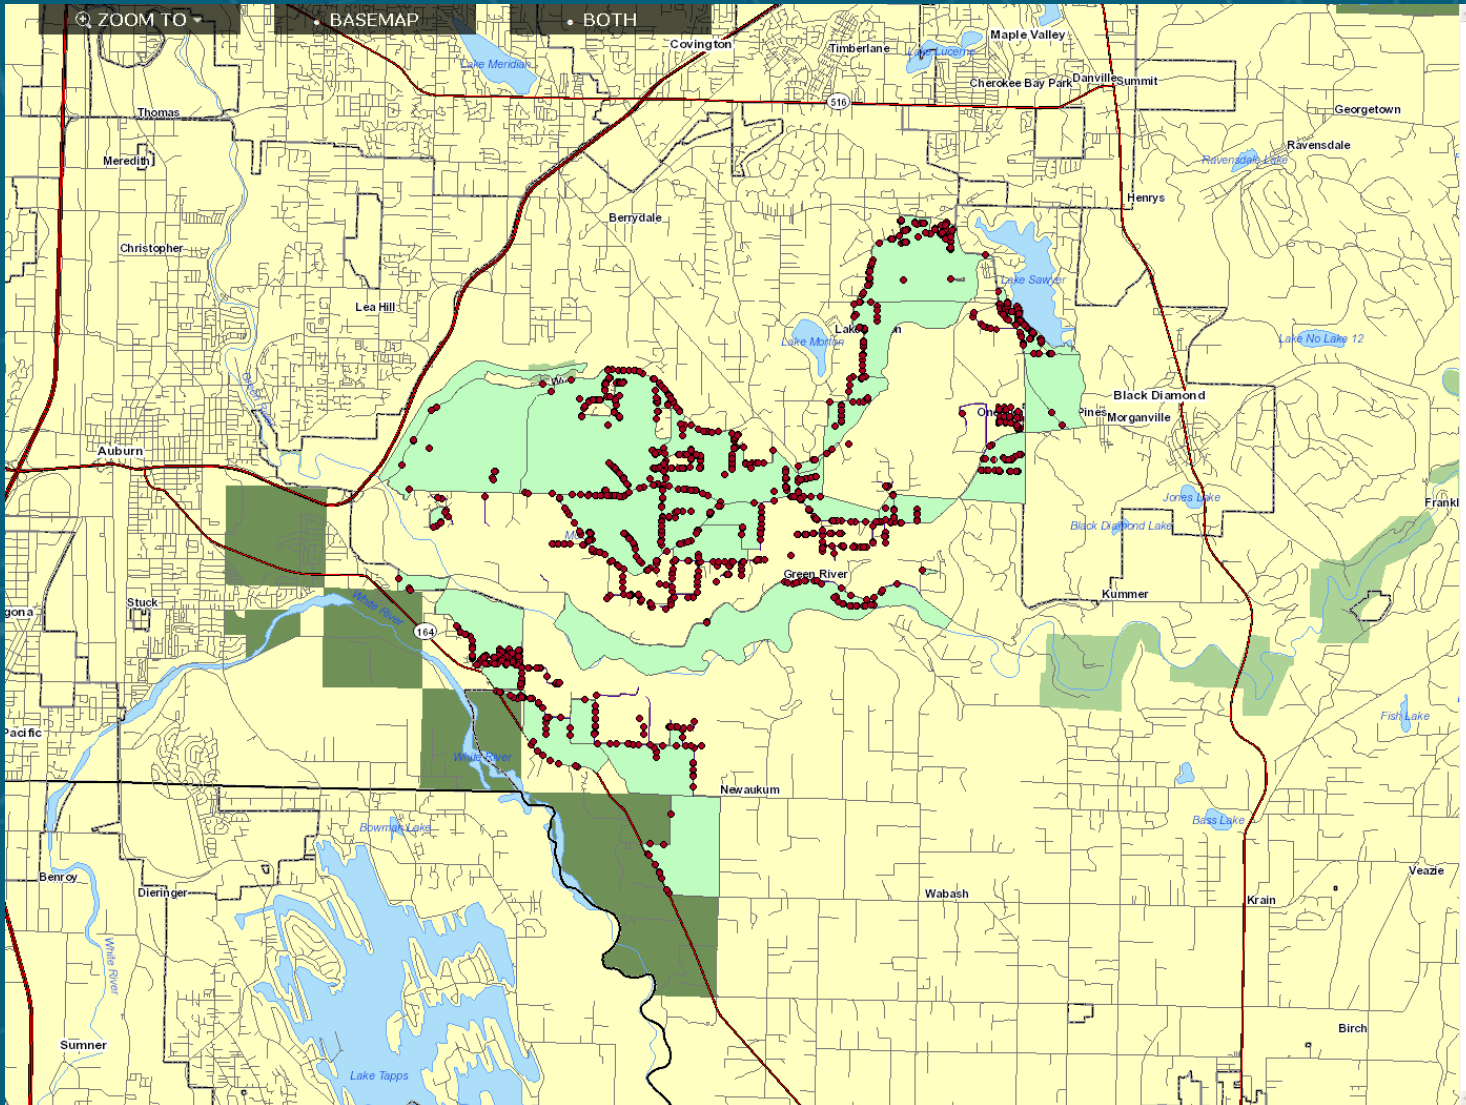 ZOOM TO
BASEMAP
BOTH
Covington
Timberlane
Lake Lucerne
Maple Valley
Lake Meridian
Cherokee Bay Park
Danville
Summit
516
Georgetown
Thomas
Ravensdale
Meredith
Ravensdale Lake
Henrys
Berrydale
Christopher
Lake Sawyer
Lea Hill
Lake Morton
Lake No Lake 12
Green River
Black Diamond
Pines
Morganville
Auburn
Jones Lake
Frankl
Black Diamond Lake
Green River
Kummer
White River
Stuck
gona
164
Fish Lake
Pacific
White River
Newaukum
Bass Lake
Bowman Lake
Benroy
Dieringer
Wabash
Veazie
Krain
White River
Birch
Sumner
Lake Tapps